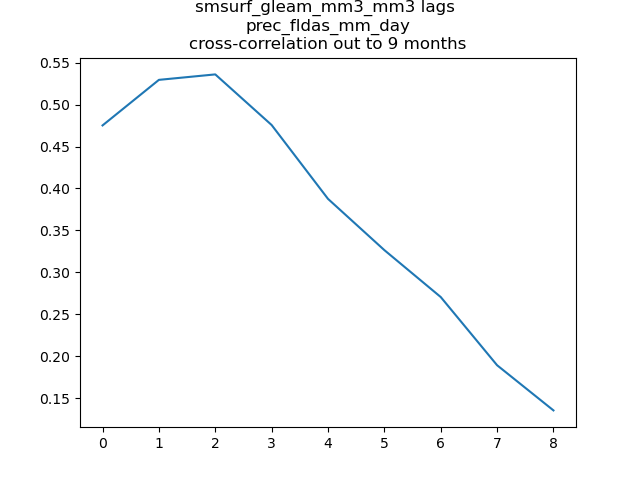 smsurf_gleam_mm3_mm3 lags
prec_fldas_mm_day
cross-correlation out to 9 months
0.55
0.50
0.45
0.40
0.35
0.30
0.25
0.20
0.15
0 1 2 3 4 5 6 7 8